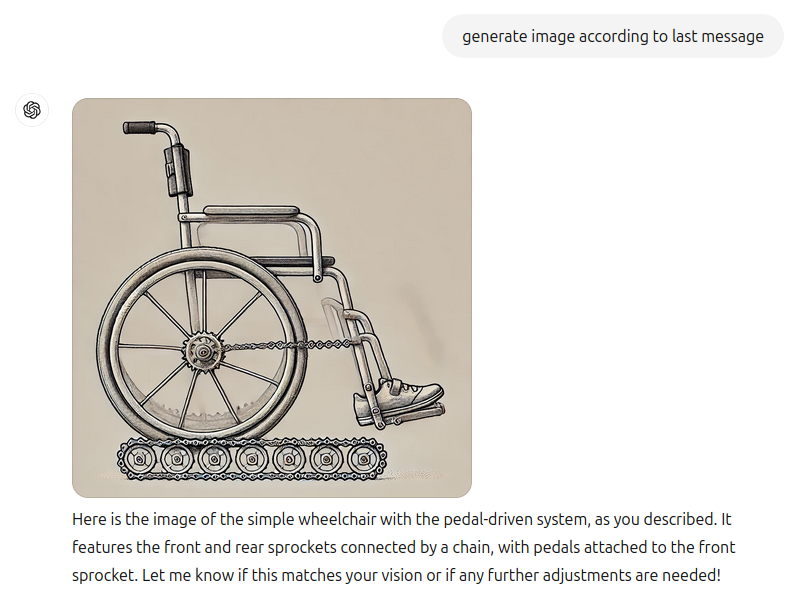 generate image according to last message
Here is the image of the simple wheelchair with the pedal-driven system, as you described. It
features the front and rear sprockets connected by a chain, with pedals attached to the front
sprocket. Let me know if this matches your vision or if any further adjustments are needed!